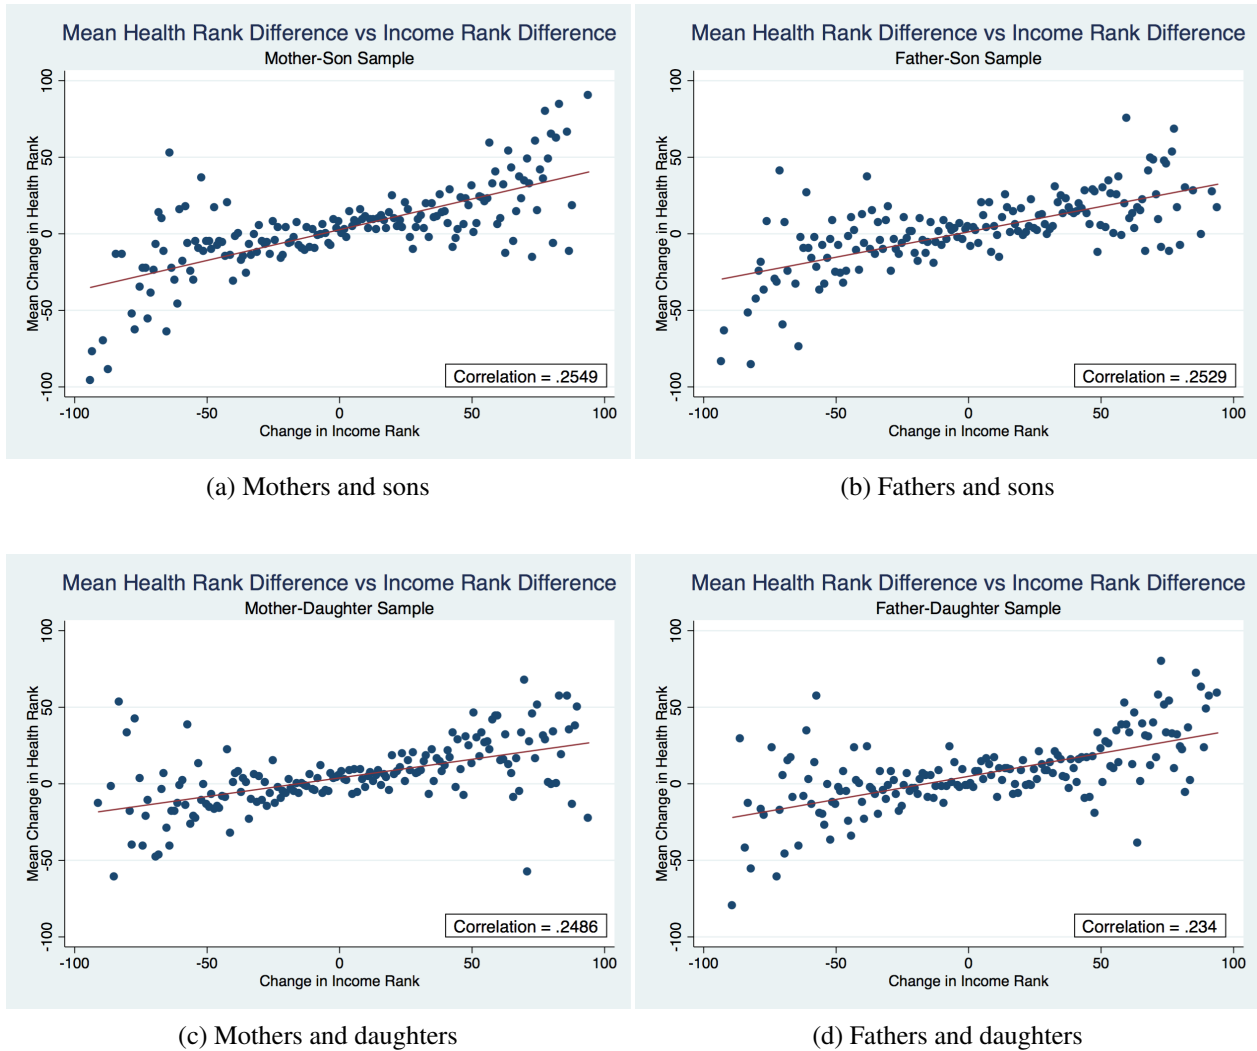 Mean Health Rank Difference vs Income Rank Difference
Mother-Son Sample
Mean Change in Health Rank
100
50
0
-50
-100
Correlation = .2549
-100 -50 0 50 100
Change in Income Rank
(a) Mothers and sons
Mean Health Rank Difference vs Income Rank Difference
Father-Son Sample
Mean Change in Health Rank
100
50
0
-50
-100
Correlation = .2529
-100 -50 0 50 100
Change in Income Rank
(b) Fathers and sons
Mean Health Rank Difference vs Income Rank Difference
Mother-Daughter Sample
Mean Change in Health Rank
100
50
0
-50
-100
Correlation = .2486
-100 -50 0 50 100
Change in Income Rank
(c) Mothers and daughters
Mean Health Rank Difference vs Income Rank Difference
Father-Daughter Sample
Mean Change in Health Rank
100
50
0
-50
-100
Correlation = .234
-100 -50 0 50 100
Change in Income Rank
(d) Fathers and daughters